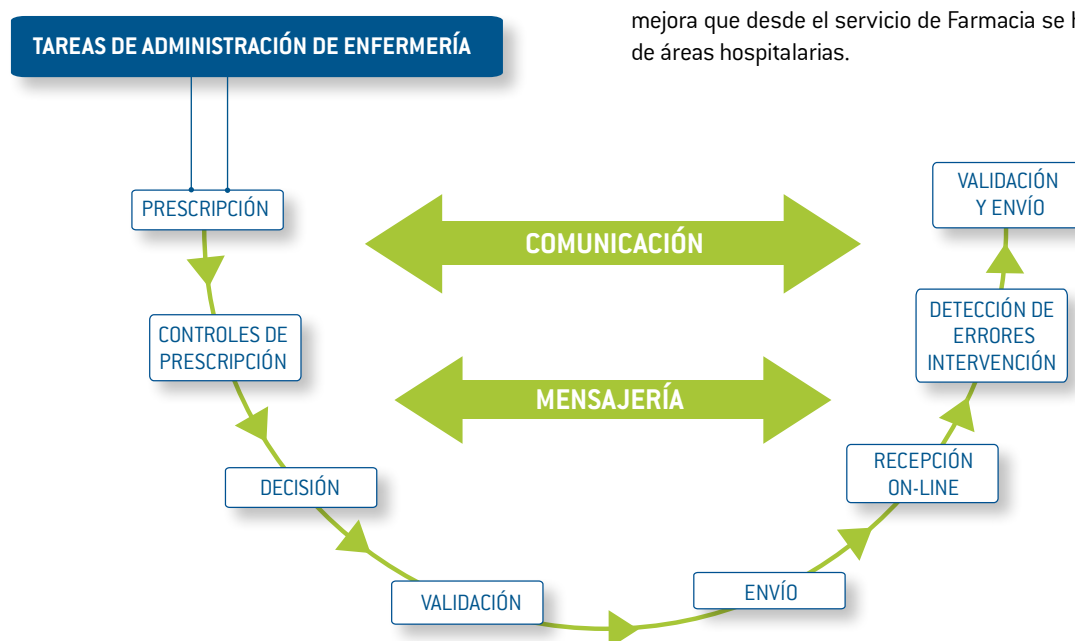 mejora que desde el servicio de Farmacia se
de áreas hospitalarias.
TAREAS DE ADMINISTRACIÓN DE ENFERMERÍA
PRESCRIPCIÓN
CONTROLES DE
PRESCRIPCIÓN
DECISIÓN
VALIDACIÓN
ENVÍO
RECEPCIÓN
ON-LINE
DETECCIÓN DE
ERRORES
INTERVENCIÓN
VALIDACIÓN
Y ENVÍO
COMUNICACIÓN
MENSAJERÍA